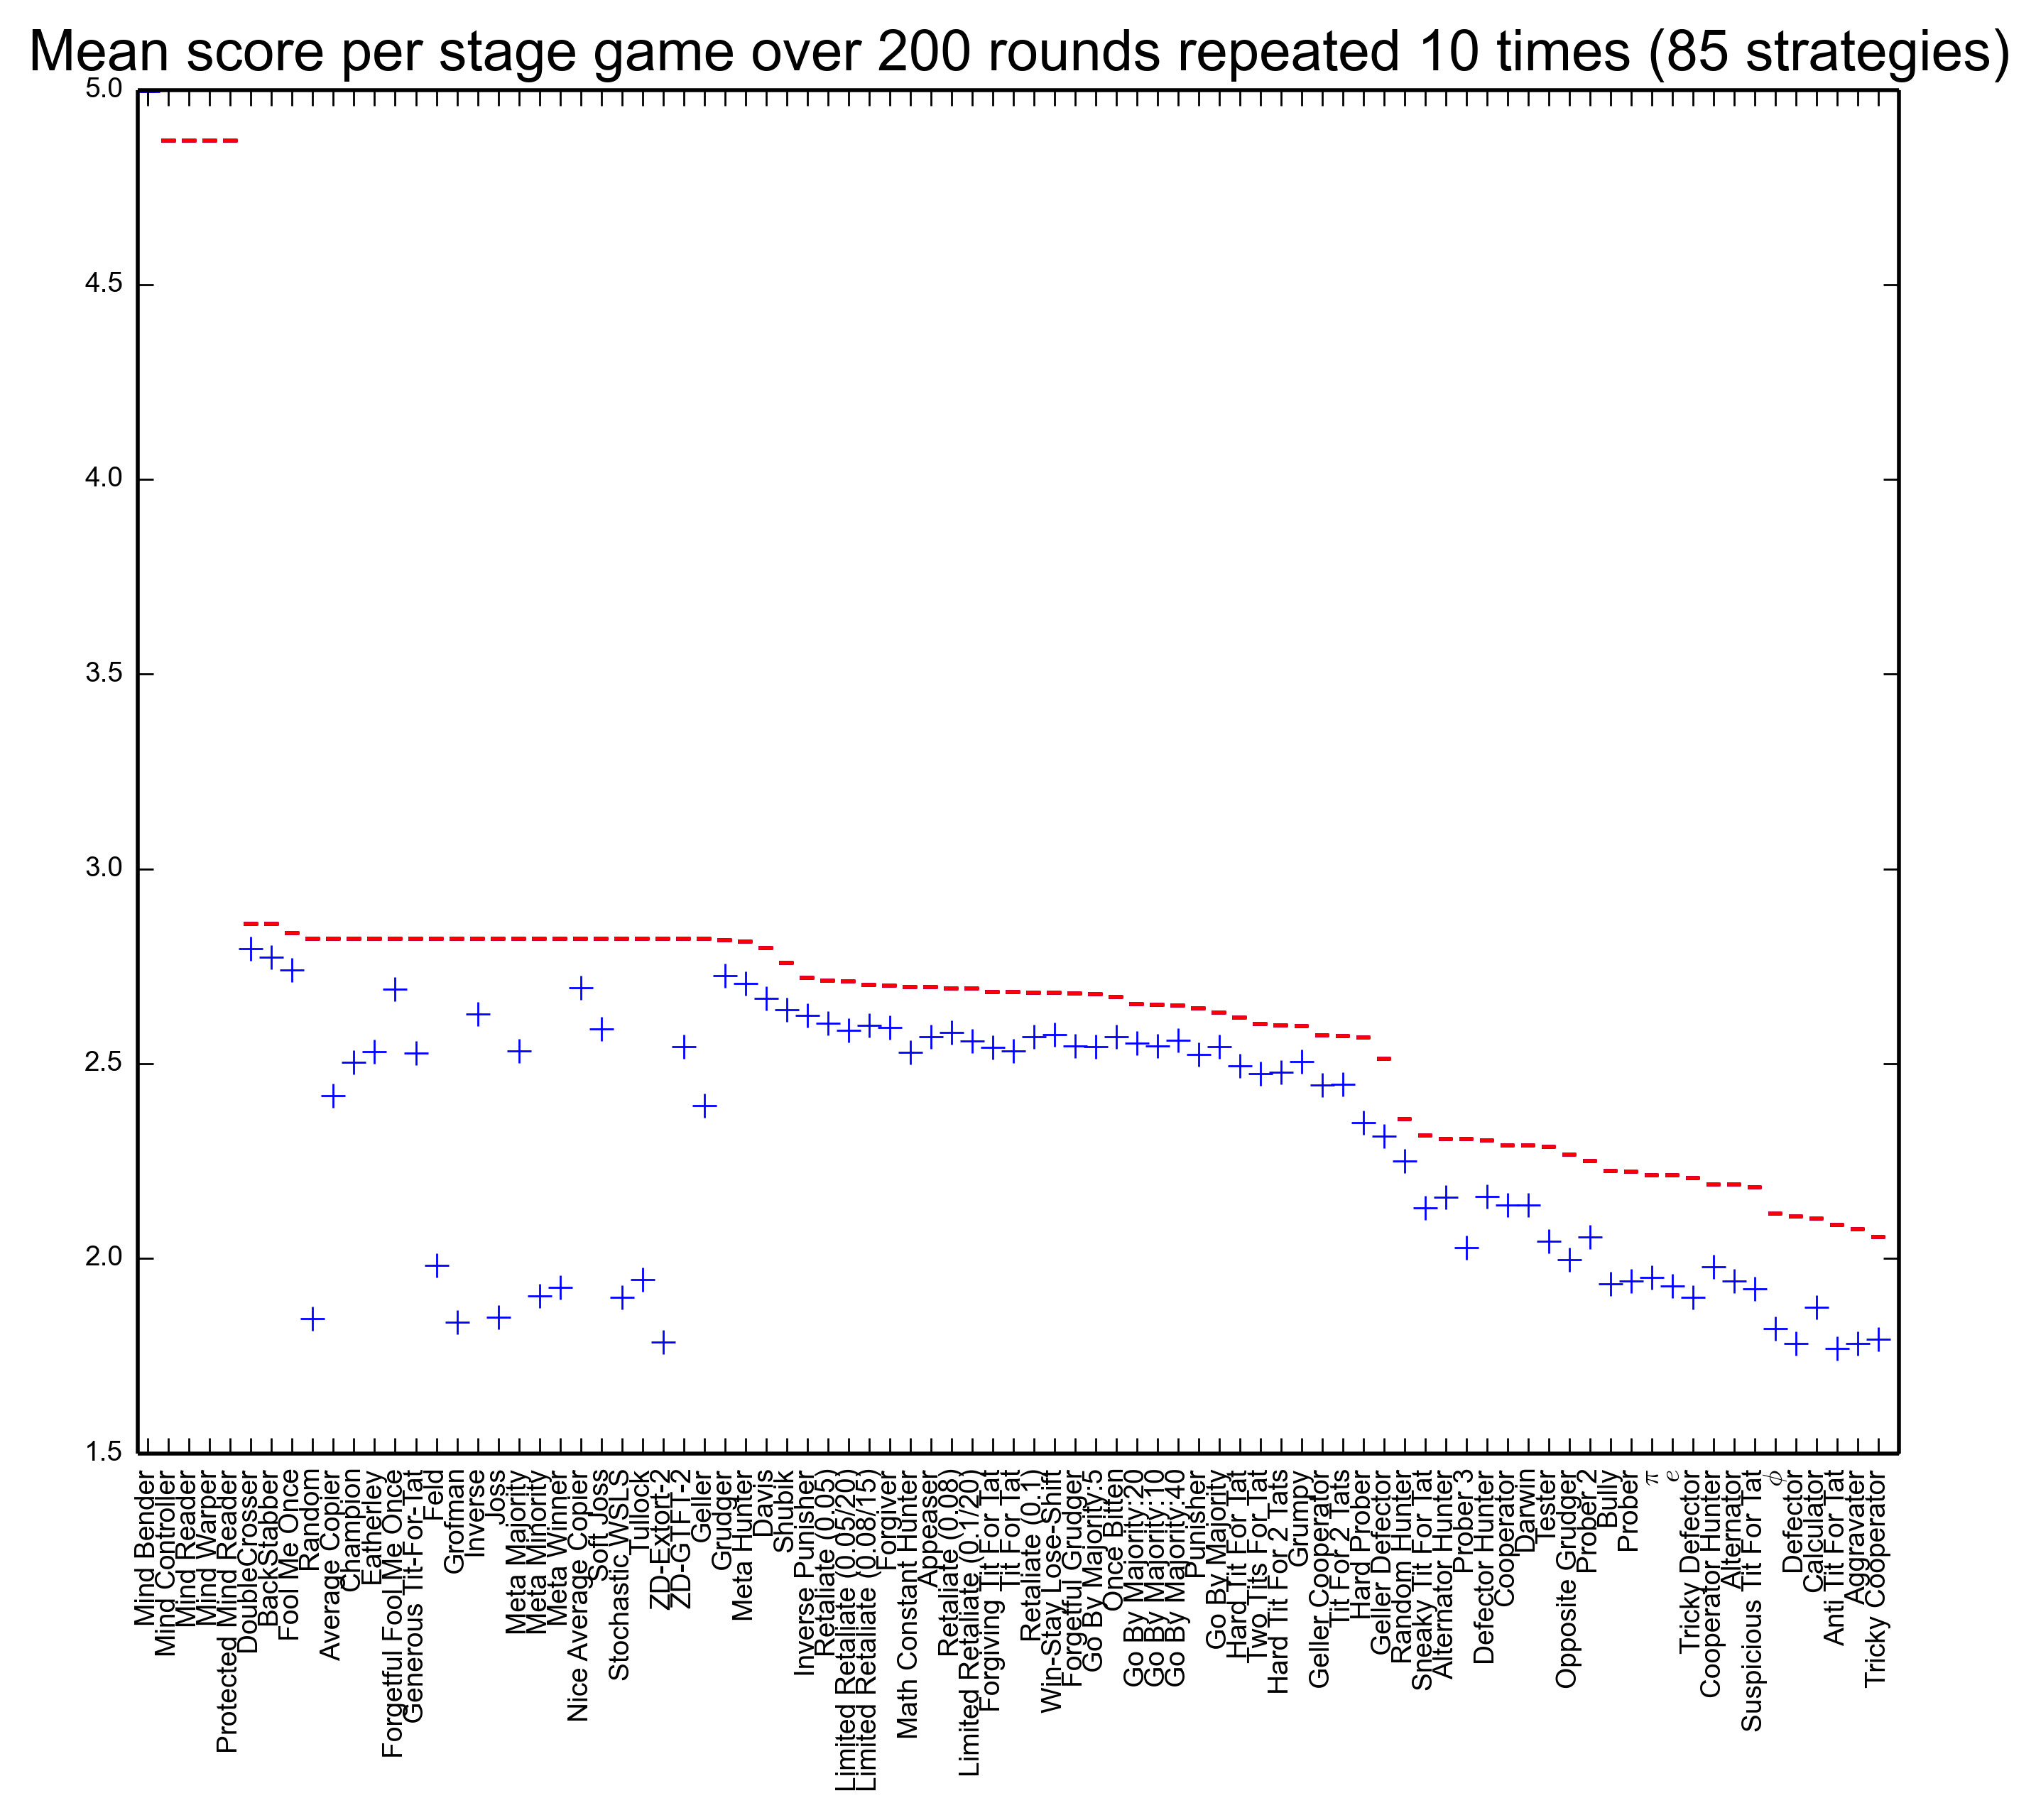 Mean score per stage game over 200 rounds repeated 10 times (85 strategies)
5.0
4.5
4.0
3.5
3.0
2.5
2.0
1.5
Mind Bender
Mind Controller
Mind Reader
Mind Warper
Protected Mind Reader
DoubleCrosser
BackStabber
Fool Me Once
Random
Average Copier
Champion
Eatherley
Forgetful Fool Me Once
Generous Tit-For-Tat
Feld
Grofman
Inverse
Joss
Meta Majority
Meta Minority
Meta Winner
Nice Average Copier
Soft Joss
Stochastic WSLS
Tullock
ZD-Extort-2
ZD-GTFT-2
Geller
Grudger
Meta Hunter
Davis
Shubik
Inverse Punisher
Retaliate (0.05)
Limited Retaliate (0.05/20)
Limited Retaliate (0.08/15)
Forgiver
Math Constant Hunter
Appeaser
Retaliate (0.08)
Limited Retaliate (0.1/20)
Forgiving Tit For Tat
Tit For Tat
Retaliate (0.1)
Win-Stay Lose-Shift
Forgetful Grudger
Go By Majority:5
Once Bitten
Go By Majority:20
Go By Majority:10
Go By Majority:40
Punisher
Go By Majority
Hard Tit For Tat
Two Tits For Tat
Hard Tit For 2 Tats
Grumpy
Geller Cooperator
Tit For 2 Tats
Hard Prober
Geller Defector
Random Hunter
Sneaky Tit For Tat
Alternator Hunter
Prober 3
Defector Hunter
Cooperator
Darwin
Tester
Opposite Grudger
Prober 2
Bully
Prober
π
e
Tricky Defector
Cooperator Hunter
Alternator
Suspicious Tit For Tat
ϕ
Defector
Calculator
Anti Tit For Tat
Aggravater
Tricky Cooperator